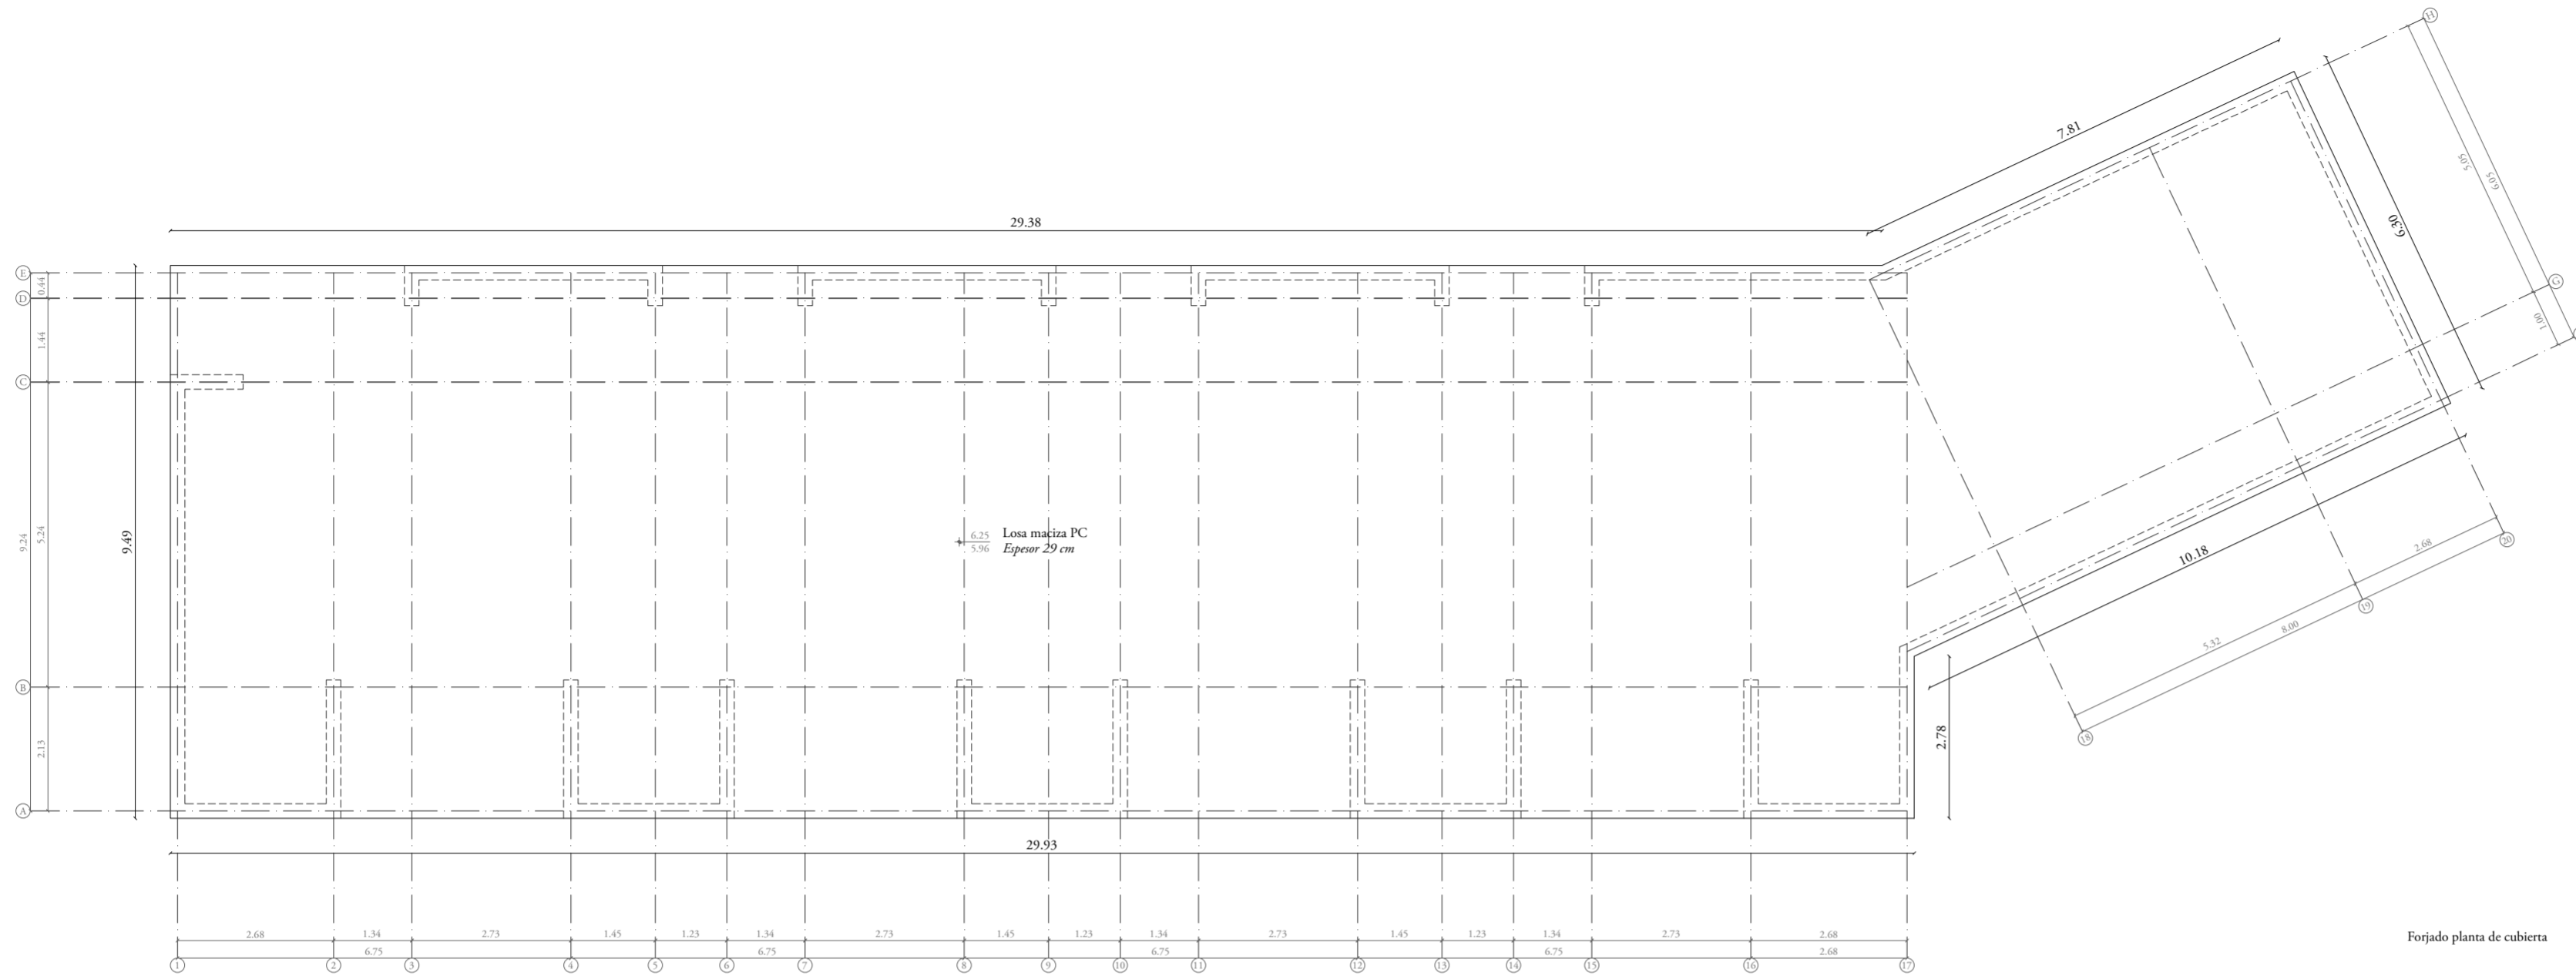 H
7.81
5.05
6.05
6.30
29.38
E
0.44
D
1.44
C
G
1.00
9.24
5.24
9.49
6.25
5.96
Losa maciza PC
Espesor 29 cm
2.68
20
10.18
19
5.32
8.00
18
B
2.13
2.78
A
29.93
2.68 1.34 2.73 1.45 1.23 1.34 2.73 1.45 1.23 1.34 2.73 1.45 1.23 1.34 2.73 2.68
6.75 6.75 6.75 6.75 2.68
1 2 3 4 5 6 7 8 9 10 11 12 13 14 15 16 17
Forjado planta de cubierta